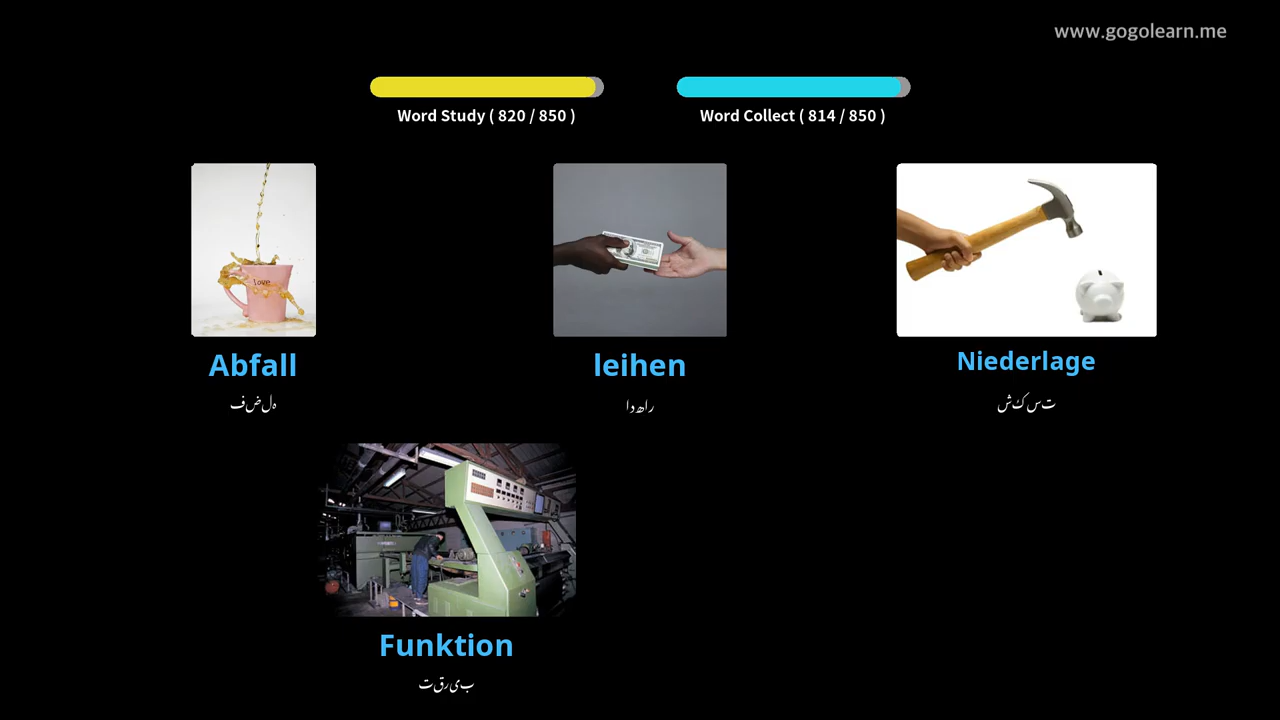 www.gogolearn.me
Word Study ( 820 / 850 )
Word Collect ( 814 / 850 )
love
Abfall
فضلہ
leihen
ادھار
Niederlage
شکست
Funktion
تقریب